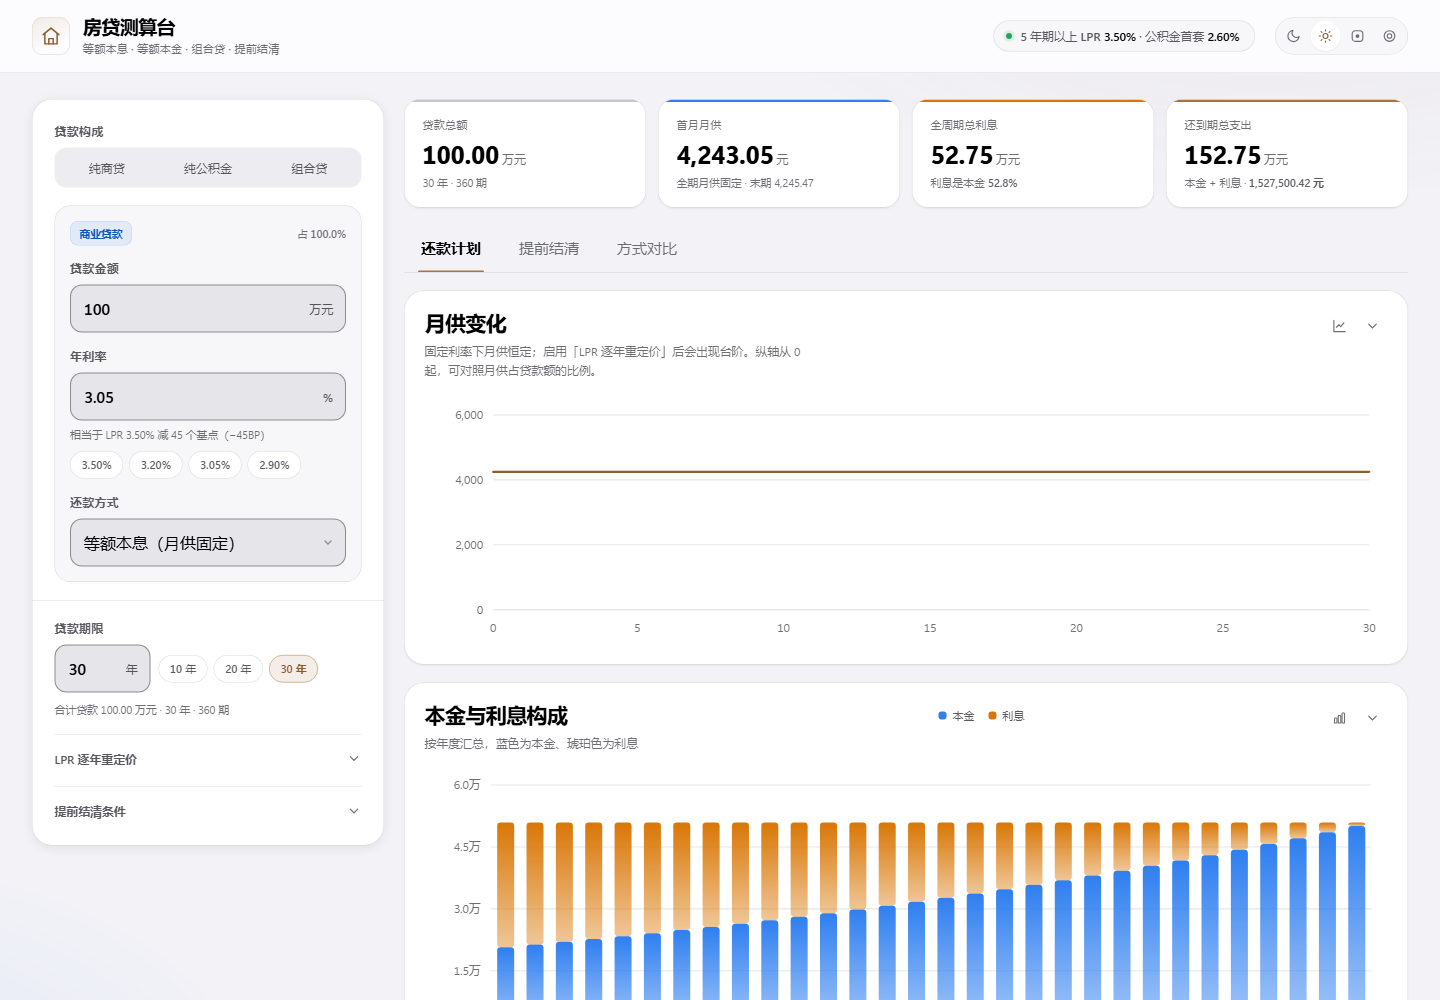 房贷测算台
等额本息 · 等额本金 · 组合贷 · 提前结清
5 年期以上 LPR 3.50% · 公积金首套 2.60%
贷款构成
纯商贷
纯公积金
组合贷
商业贷款
占 100.0%
贷款金额
100 万元
年利率
3.05 %
相当于 LPR 3.50% 减 45 个基点（−45BP）
3.50%
3.20%
3.05%
2.90%
还款方式
等额本息（月供固定）
贷款期限
30 年
10 年
20 年
30 年
合计贷款 100.00 万元 · 30 年 · 360 期
LPR 逐年重定价
提前结清条件
贷款总额
100.00 万元
30 年 · 360 期
首月月供
4,243.05 元
全期月供固定 · 末期 4,245.47
全周期总利息
52.75 万元
利息是本金 52.8%
还到期总支出
152.75 万元
本金 + 利息 · 1,527,500.42 元
还款计划
提前结清
方式对比
月供变化
固定利率下月供恒定；启用「LPR 逐年重定价」后会出现台阶。纵轴从 0
起，可对照月供占贷款额的比例。
6,000
4,000
2,000
0
0 5 10 15 20 25 30
本金与利息构成
本金
利息
按年度汇总，蓝色为本金、琥珀色为利息
6.0万
4.5万
3.0万
1.5万